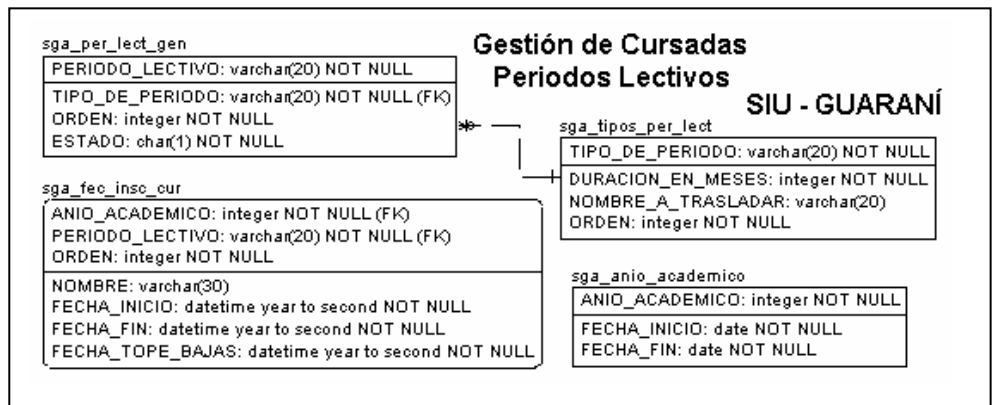 Gestión de Cursadas
Periodos Lectivos
SIU - GUARANÍ
sga_per_lect_gen
PERIODO_LECTIVO: varchar(20) NOT NULL
TIPO_DE_PERIODO: varchar(20) NOT NULL (FK)
ORDEN: integer NOT NULL
ESTADO: char(1) NOT NULL
sga_tipos_per_lect
TIPO_DE_PERIODO: varchar(20) NOT NULL
DURACION_EN_MESES: integer NOT NULL
NOMBRE_A_TRASLADAR: varchar(20)
ORDEN: integer NOT NULL
sga_fec_insc_cur
ANIO_ACADEMICO: integer NOT NULL (FK)
PERIODO_LECTIVO: varchar(20) NOT NULL (FK)
ORDEN: integer NOT NULL
NOMBRE: varchar(30)
FECHA_INICIO: datetime year to second NOT NULL
FECHA_FIN: datetime year to second NOT NULL
FECHA_TOPE_BAJAS: datetime year to second NOT NULL
sga_anio_academico
ANIO_ACADEMICO: integer NOT NULL
FECHA_INICIO: date NOT NULL
FECHA_FIN: date NOT NULL